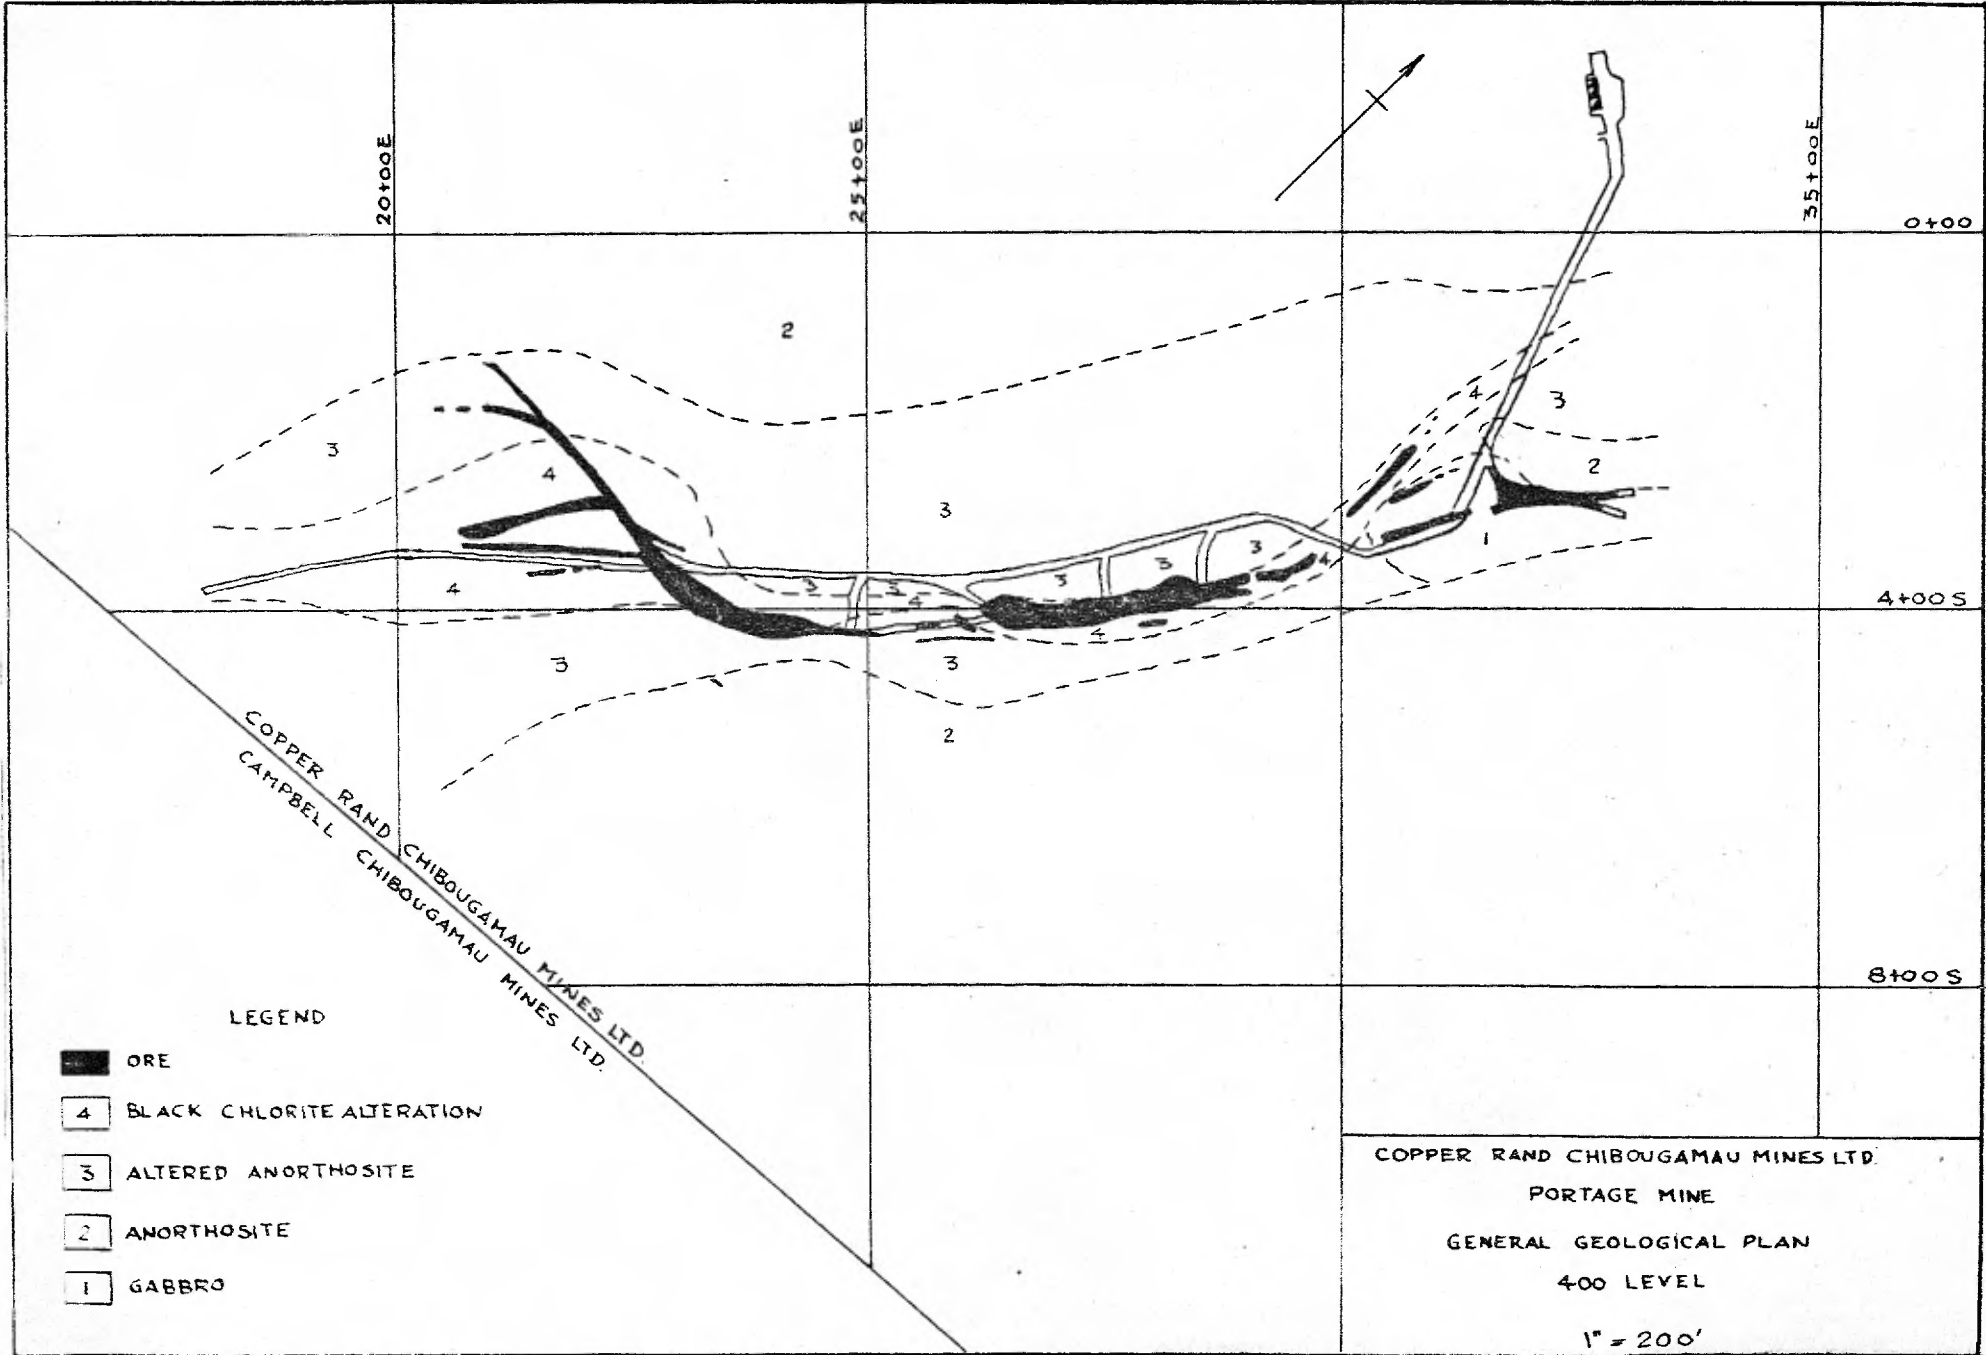 20+00E
25+00E
35+00E
0+00
2
3
4
3
4
3
2
3
3
3
3
3
4
1
4
4
4+00S
4
3
3
2
COPPER RAND CHIBOUGAMAU MINES LTD.
CAMPBELL CHIBOUGAMAU MINES LTD.
8+00S
LEGEND
ORE
4 BLACK CHLORITE ALTERATION
3 ALTERED ANORTHOSITE
2 ANORTHOSITE
1 GABBRO
COPPER RAND CHIBOUGAMAU MINES LTD.
PORTAGE MINE
GENERAL GEOLOGICAL PLAN
400 LEVEL
1" = 200'